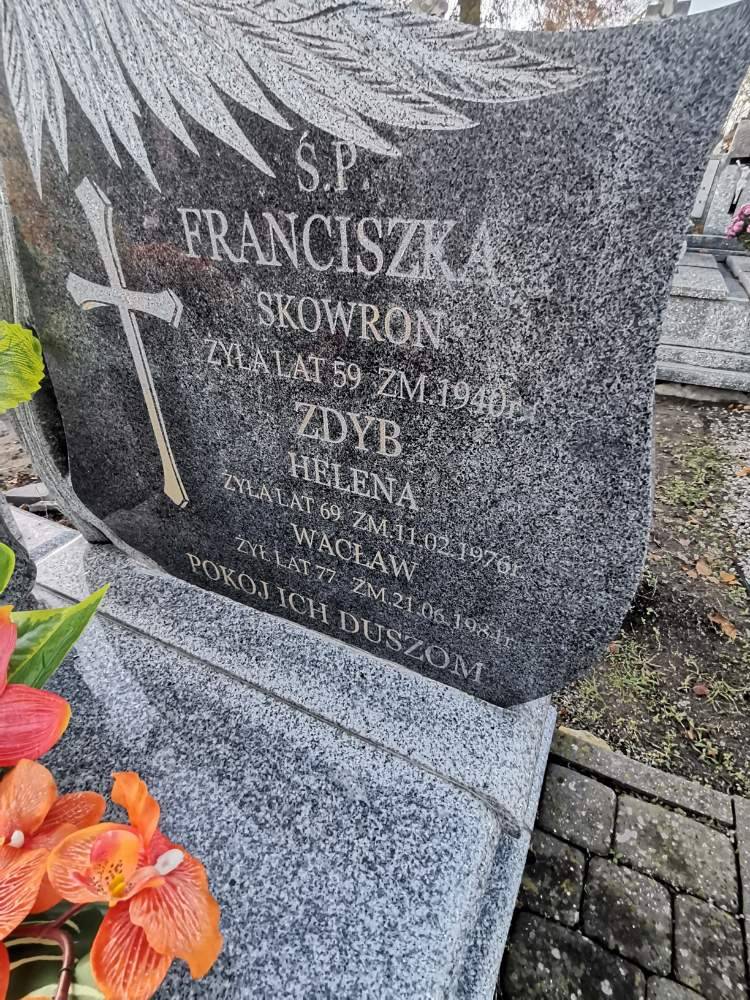 Ś.P.
FRANCISZKA
SKOWRON
ŻYŁA LAT 59 ZM.1940r.
ZDYB
HELENA
ŻYŁA LAT 69 ZM.11.02.1976r.
WACŁAW
ŻYŁ LAT 77 ZM.21.06.1984r.
POKÓJ ICH DUSZOM